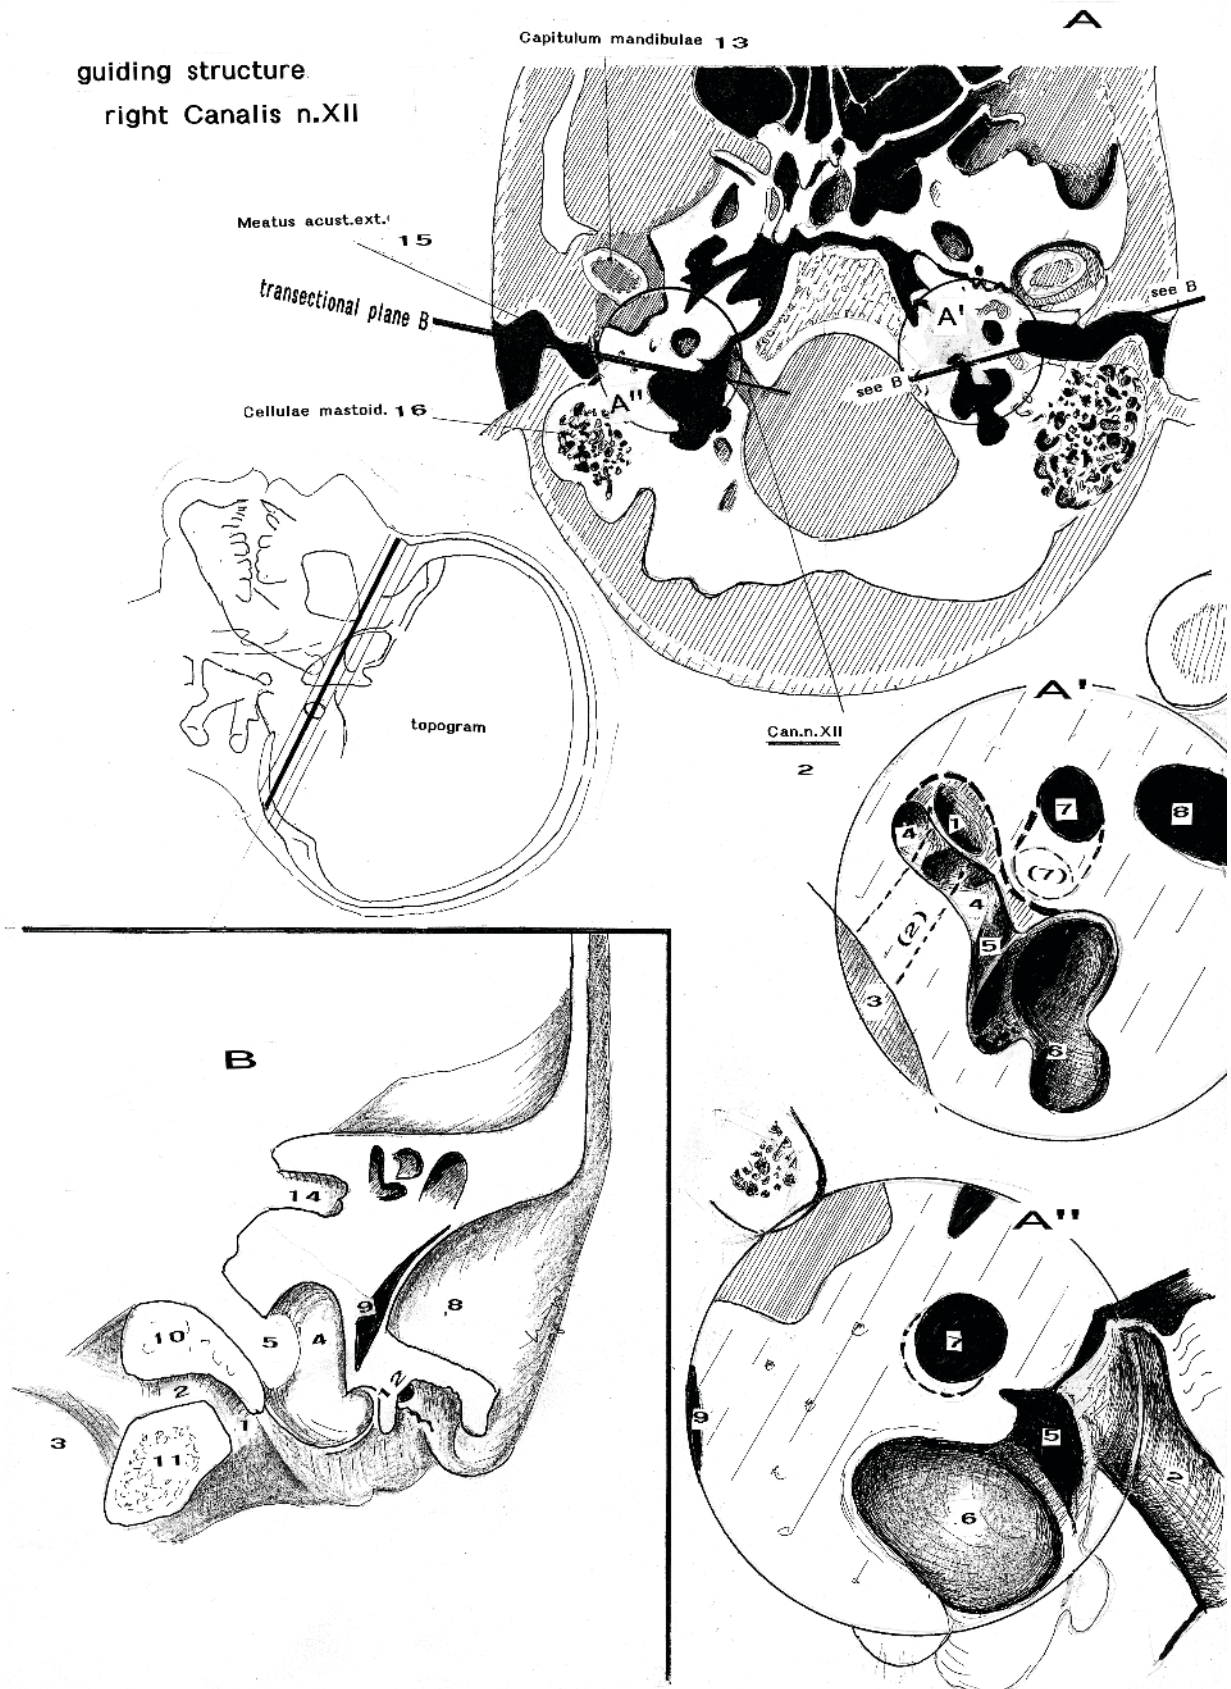 A
Capitulum mandibulae 13
guiding structure
right Canalis n.XII
Meatus acust.ext.
15
transectional plane B
see B
A'
see B
A"
Cellulae mastoid. 16
topogram
Can.n.XII
2
A'
7
8
4
1
(7)
4
(2)
5
3
6
B
14
A"
9
8
7
10
5
4
12
9
5
2
1
2
3
11
6